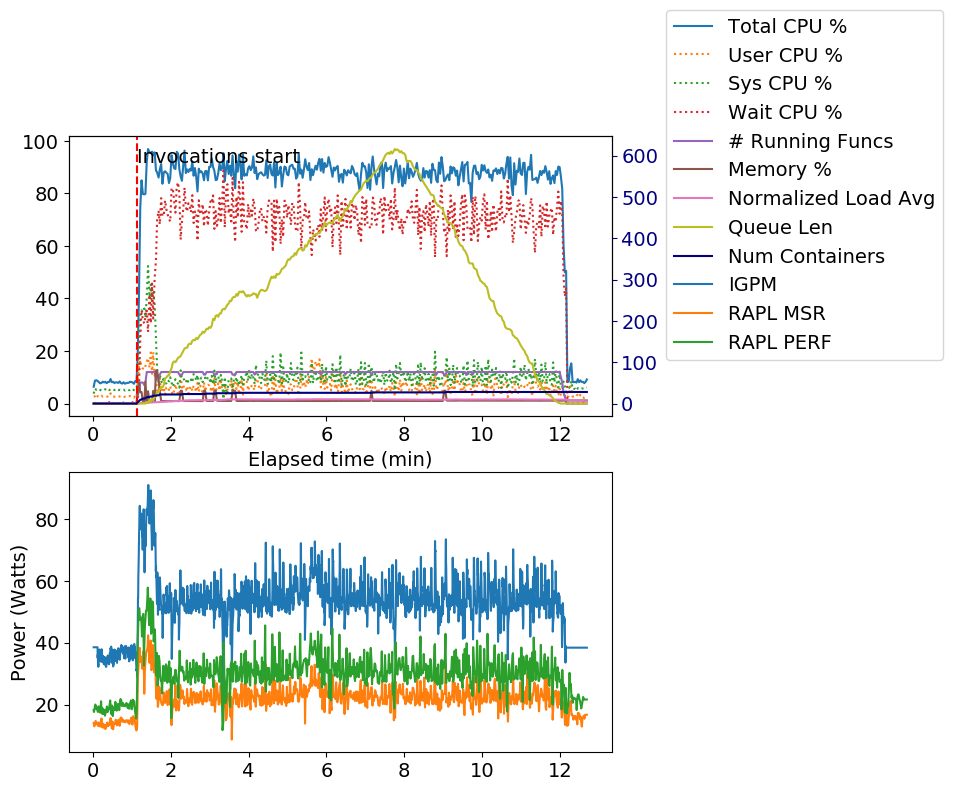 Total CPU %
User CPU %
Sys CPU %
Wait CPU %
# Running Funcs
Memory %
Normalized Load Avg
Queue Len
Num Containers
IGPM
RAPL MSR
RAPL PERF
Invocations start
100
80
60
40
20
0
600
500
400
300
200
100
0
0 2 4 6 8 10 12
Elapsed time (min)
Power (Watts)
80
60
40
20
0 2 4 6 8 10 12